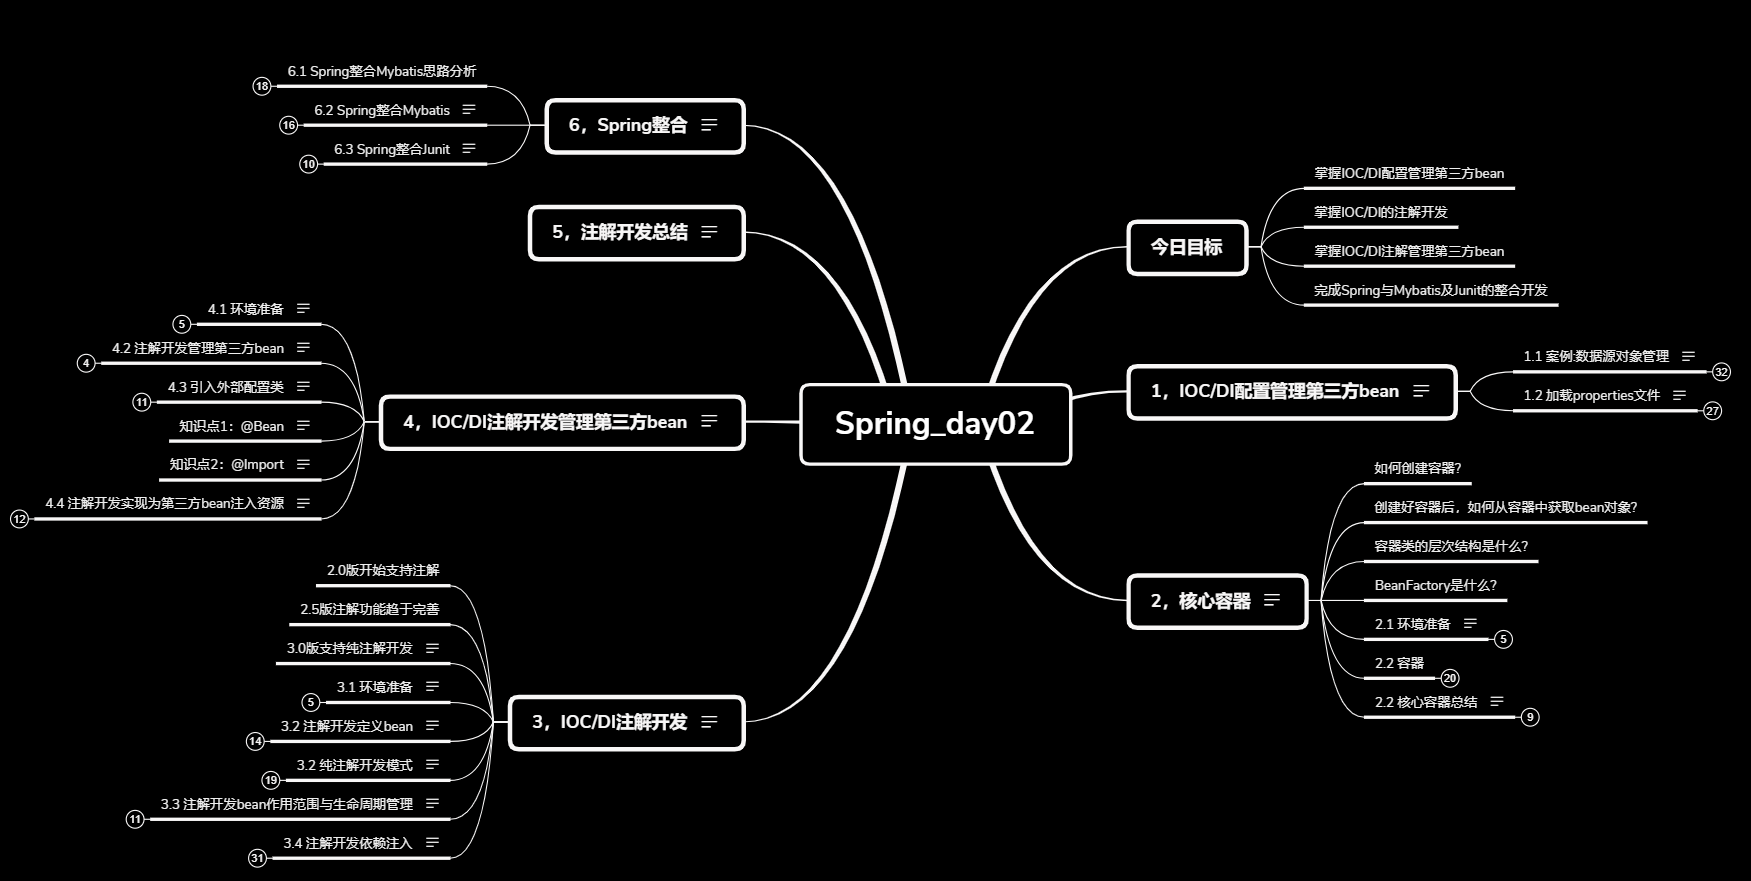 Spring_day02
今日目标
掌握IOC/DI配置管理第三方bean
掌握IOC/DI的注解开发
掌握IOC/DI注解管理第三方bean
完成Spring与Mybatis及Junit的整合开发
1，IOC/DI配置管理第三方bean
1.1 案例:数据源对象管理
32
1.2 加载properties文件
27
2，核心容器
如何创建容器?
创建好容器后，如何从容器中获取bean对象?
容器类的层次结构是什么?
BeanFactory是什么?
2.1 环境准备
5
2.2 容器
20
2.2 核心容器总结
9
3，IOC/DI注解开发
2.0版开始支持注解
2.5版注解功能趋于完善
3.0版支持纯注解开发
3.1 环境准备
5
3.2 注解开发定义bean
14
3.2 纯注解开发模式
19
3.3 注解开发bean作用范围与生命周期管理
11
3.4 注解开发依赖注入
31
4，IOC/DI注解开发管理第三方bean
4.1 环境准备
5
4.2 注解开发管理第三方bean
4
4.3 引入外部配置类
11
知识点1：@Bean
知识点2：@Import
4.4 注解开发实现为第三方bean注入资源
12
5，注解开发总结
6，Spring整合
6.1 Spring整合Mybatis思路分析
18
6.2 Spring整合Mybatis
16
6.3 Spring整合Junit
10